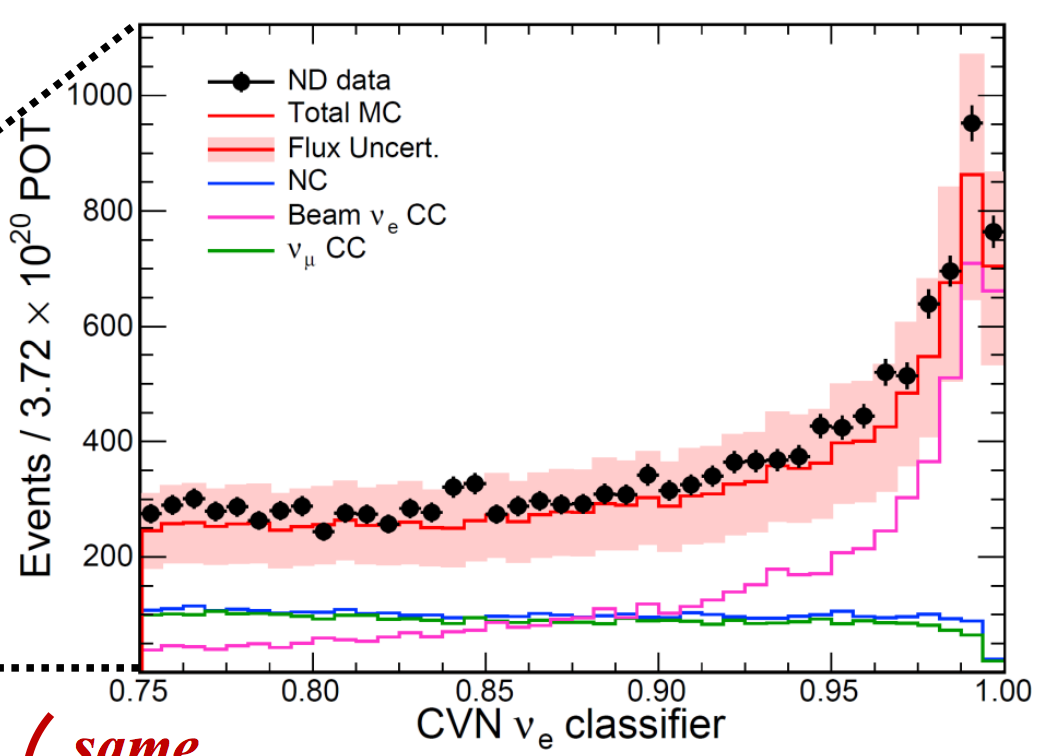 ND data
Total MC
Flux Uncert.
NC
Beam νe CC
νμ CC
1000
800
600
400
200
Events / 3.72 × 10²⁰ POT
0.75 0.80 0.85 0.90 0.95 1.00
CVN νe classifier
( same